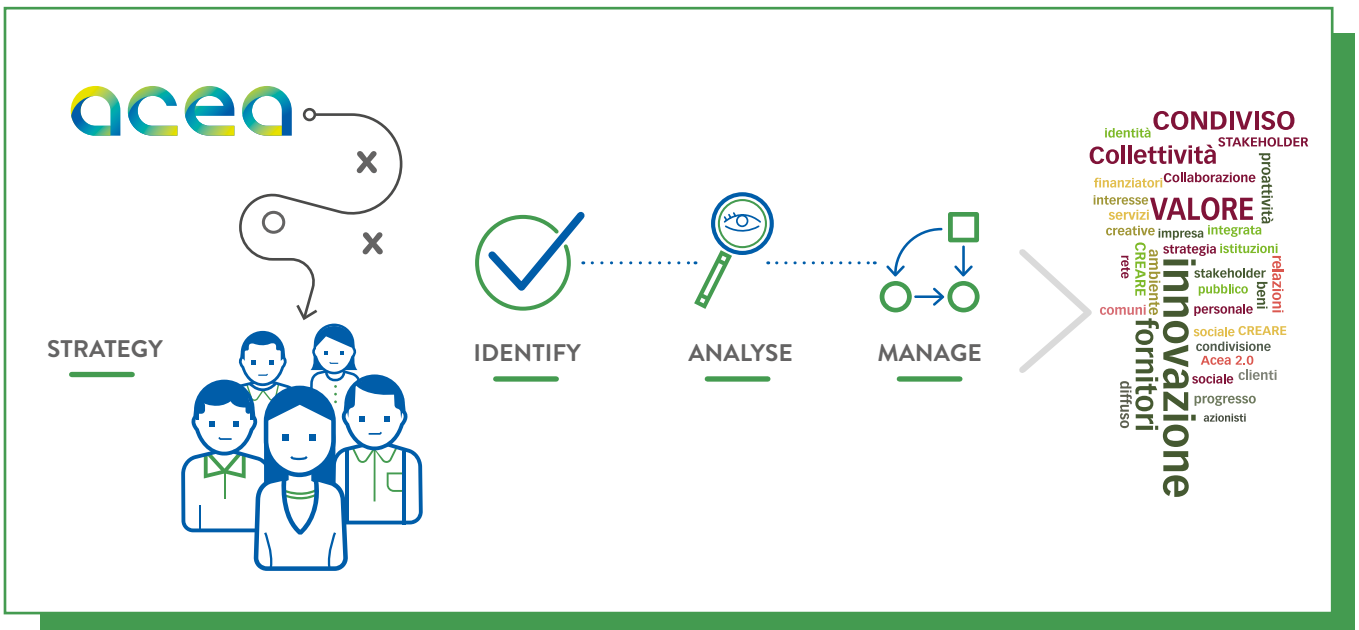 acea
STRATEGY
IDENTIFY
ANALYSE
MANAGE
CONDIVISO
identità
STAKEHOLDER
Collettività
proattività
finanziatori
Collaborazione
interesse
servizi
VALORE
creative
impresa
integrata
strategia
istituzioni
rete
CREARE
ambiente
innovazione
stakeholder
pubblico
beni
relazioni
comuni
personale
fornitori
sociale
CREARE
condivisione
Acea 2.0
sociale
clienti
diffuso
progresso
azionisti